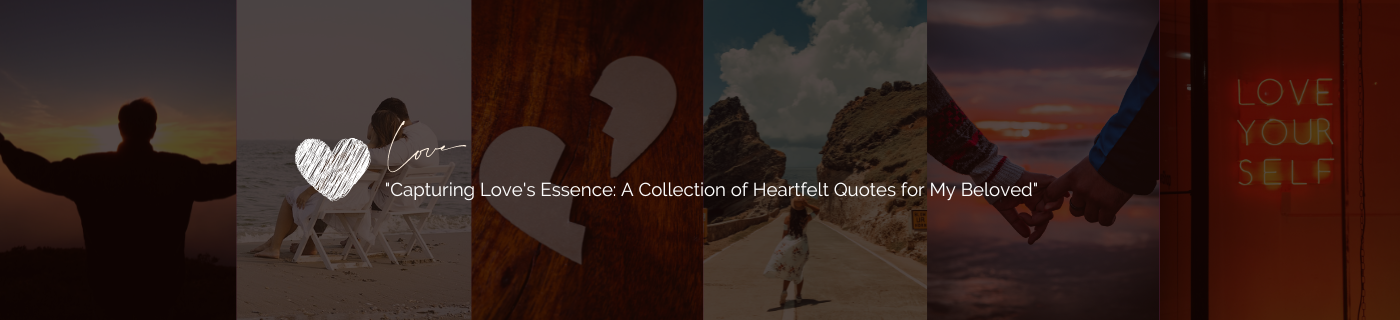 Love
"Capturing Love's Essence: A Collection of Heartfelt Quotes for My Beloved"
LOVE
YOUR
SELF